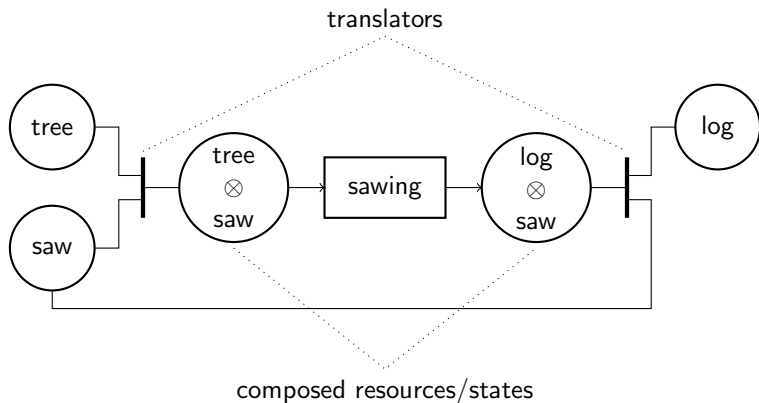 translators
tree
tree
⊗
saw
sawing
log
⊗
saw
log
saw
composed resources/states